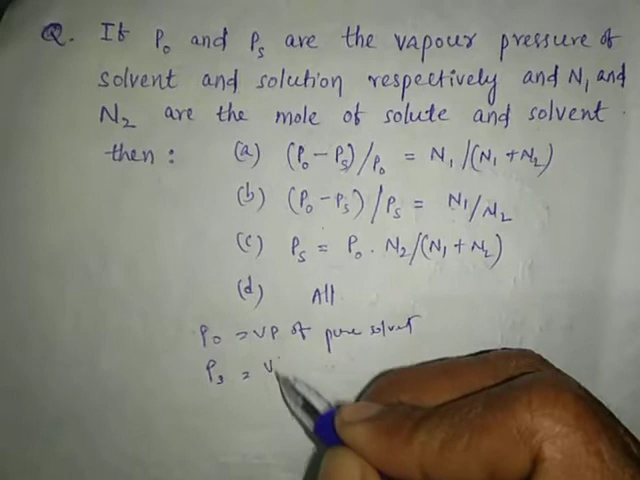 Q. If P₀ and Pₛ are the vapour pressure of
solvent and solution respectively and N₁ and
N₂ are the mole of solute and solvent.
then : (a) (P₀ - Pₛ)/P₀ = N₁/(N₁ + N₂)
(b) (P₀ - Pₛ)/Pₛ = N₁/N₂
(c) Pₛ = P₀ . N₂/(N₁ + N₂)
(d) All
P₀ = VP of pure solvent
Pₛ = V